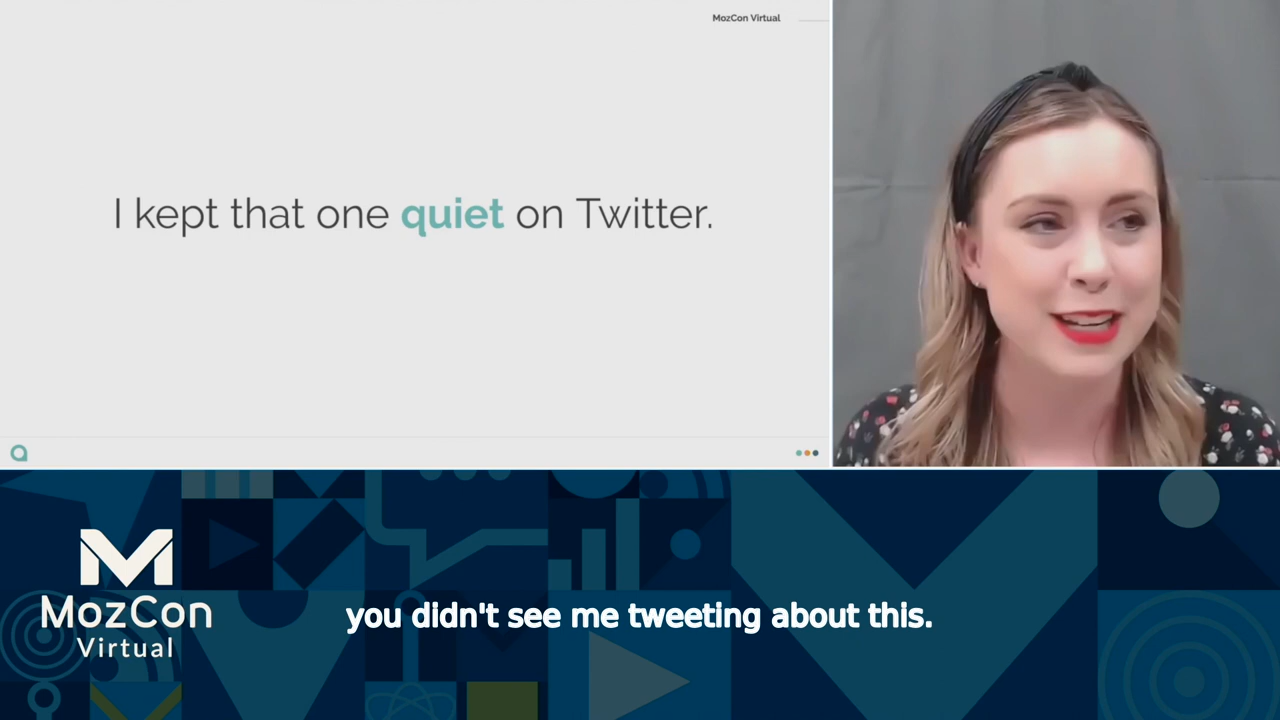 MozCon Virtual
I kept that one quiet on Twitter.
MozCon
Virtual
you didn't see me tweeting about this.